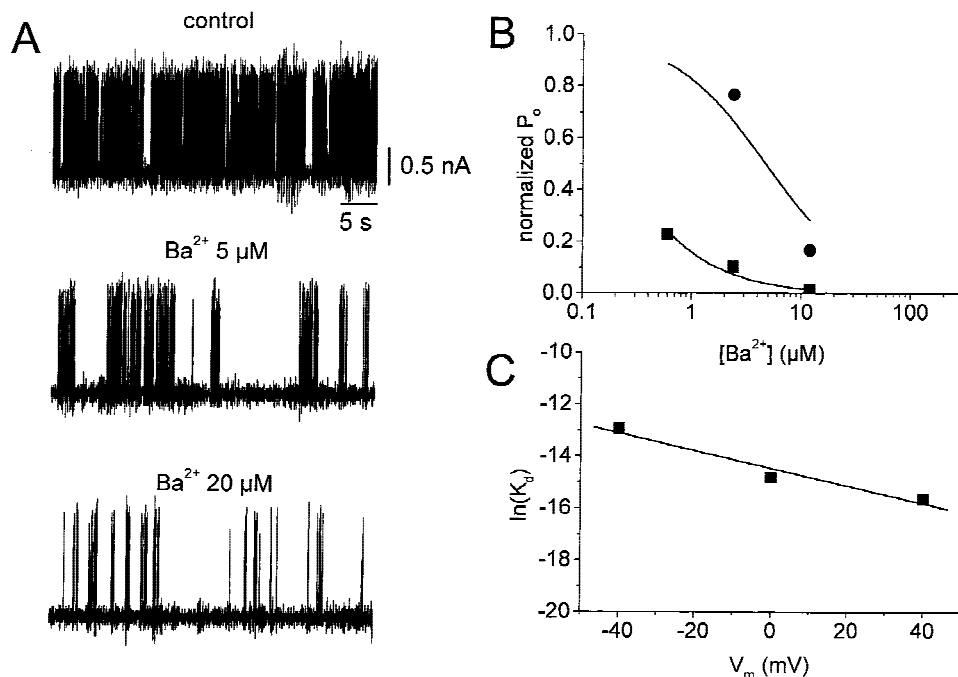 A
control
0.5 nA
5 s
Ba²⁺ 5 µM
Ba²⁺ 20 µM
B
1.0
0.8
0.6
0.4
0.2
0.0
normalized Pₒ
0.1
1
10
100
[Ba²⁺] (µM)
C
-10
-12
-14
-16
-18
-20
ln(K_d)
-40
-20
0
20
40
Vₘ (mV)